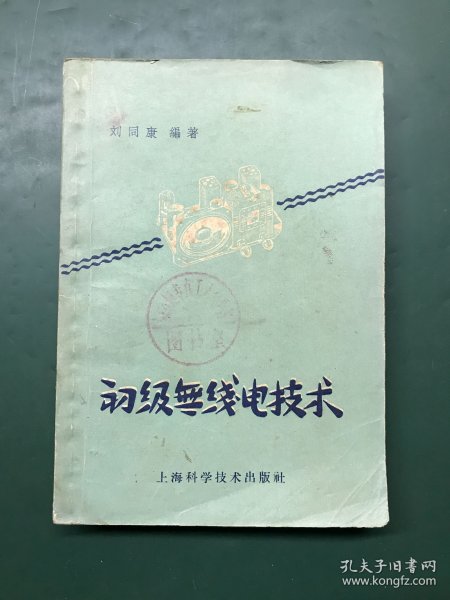 刘同康 編著
初级無线电技术
上海科学技术出版社
孔夫子旧书网
www.kongfz.com